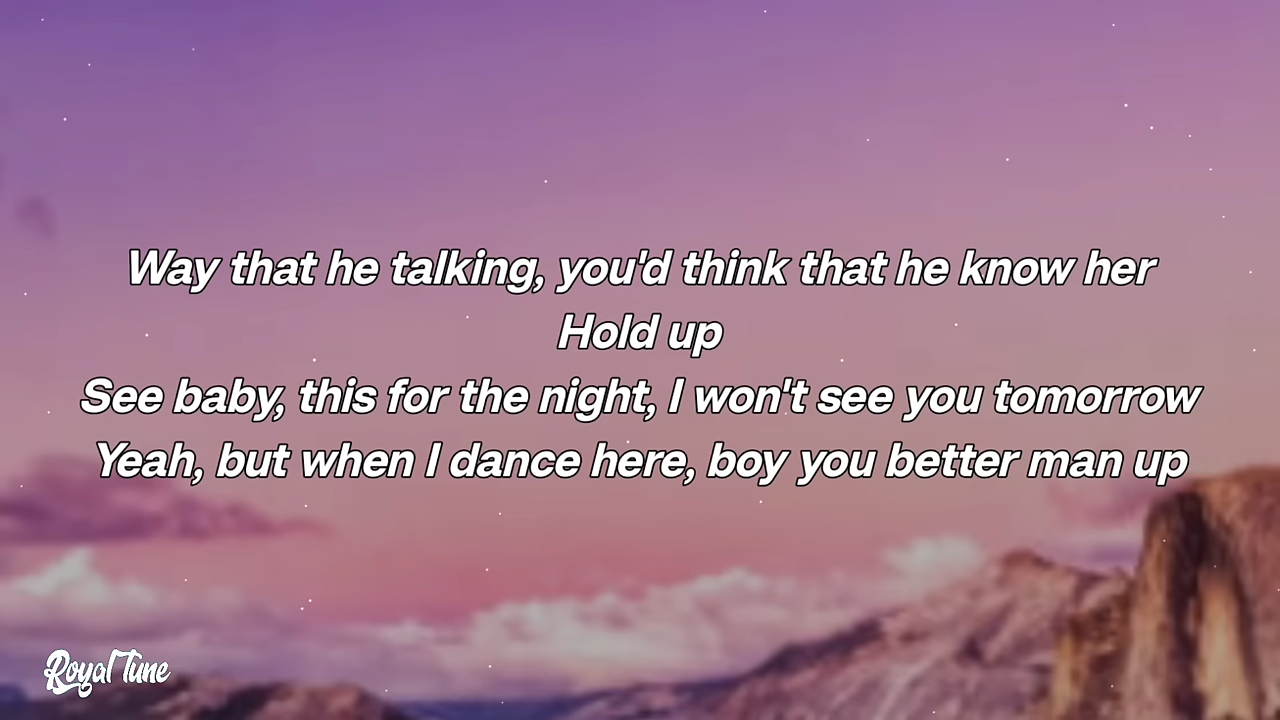 Way that he talking, you'd think that he know her
Hold up
See baby, this for the night, I won't see you tomorrow
Yeah, but when I dance here, boy you better man up
Royal Tune